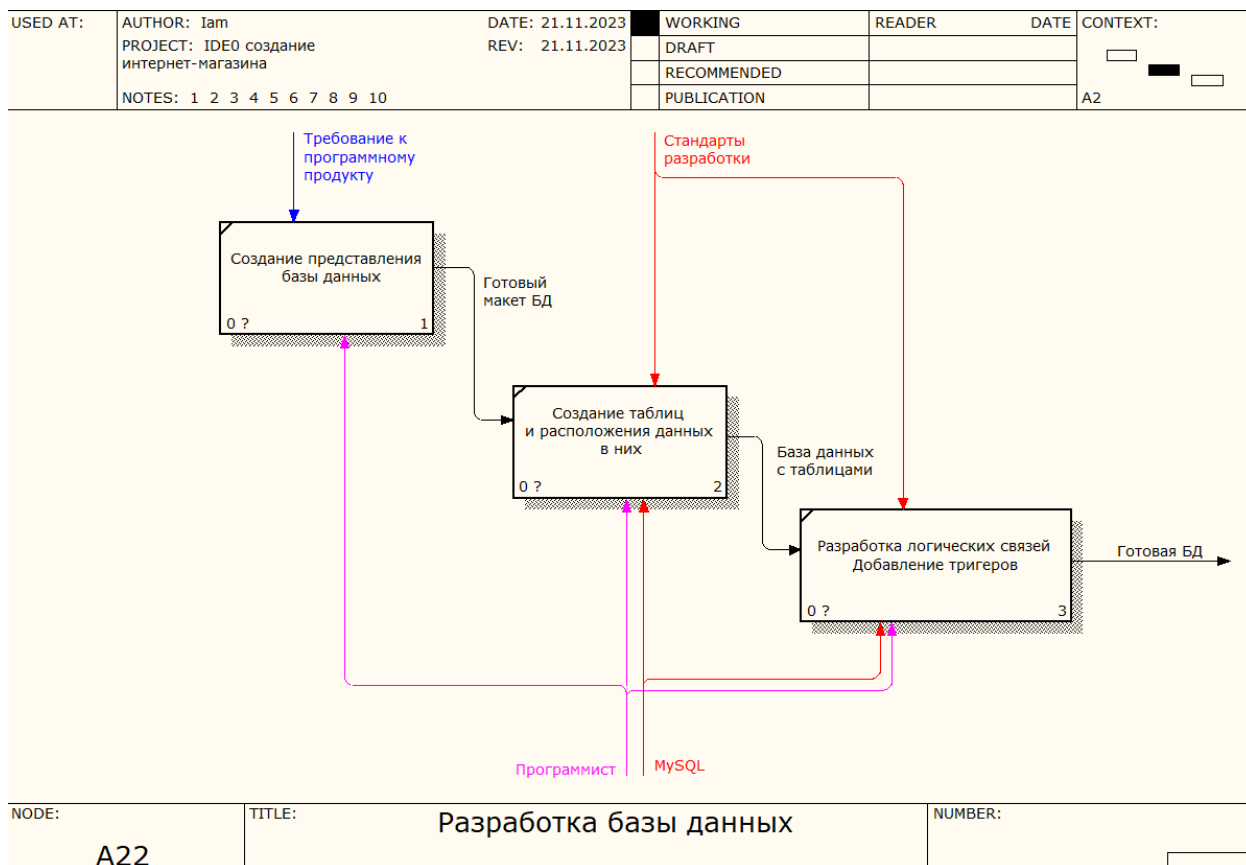 USED AT:
AUTHOR: Iam
DATE: 21.11.2023
PROJECT: IDE0 создание
интернет-магазина
REV: 21.11.2023
NOTES: 1 2 3 4 5 6 7 8 9 10
WORKING
DRAFT
RECOMMENDED
PUBLICATION
READER DATE
CONTEXT:
A2
Требование к
программному
продукту
Стандарты
разработки
Создание представления
базы данных
0 ? 1
Готовый
макет БД
Создание таблиц
и расположения данных
в них
0 ? 2
База данных
с таблицами
Разработка логических связей
Добавление тригеров
0 ? 3
Готовая БД
Программист
MySQL
NODE:
A22
TITLE:
Разработка базы данных
NUMBER: